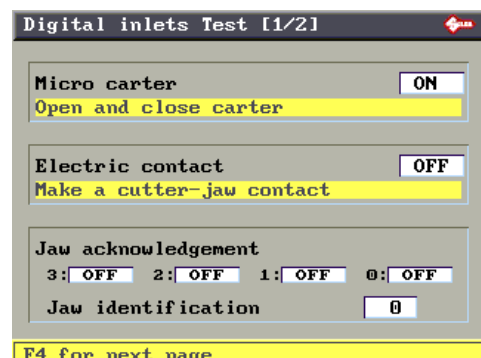 Digital inlets Test [1/2]
SILCA
Micro carter ON
Open and close carter
Electric contact OFF
Make a cutter-jaw contact
Jaw acknowledgement
3: OFF 2: OFF 1: OFF 0: OFF
Jaw identification 0
F4 for next page